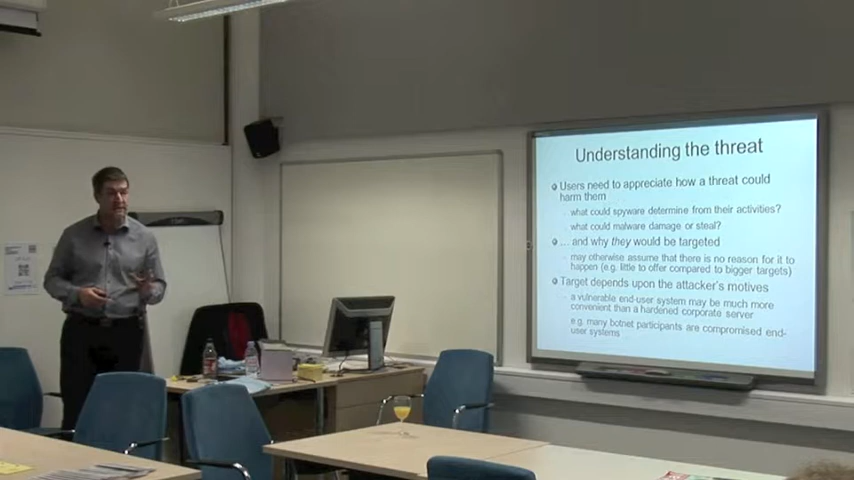 Understanding the threat
Users need to appreciate how a threat could
harm them
what could spyware determine from their activities?
what could malware damage or steal?
… and why they would be targeted
may otherwise assume that there is no reason for it to
happen (e.g. little to offer compared to bigger targets)
Target depends upon the attacker's motives
a vulnerable end-user system may be much more
convenient than a hardened corporate server
e.g. many botnet participants are compromised end-
user systems